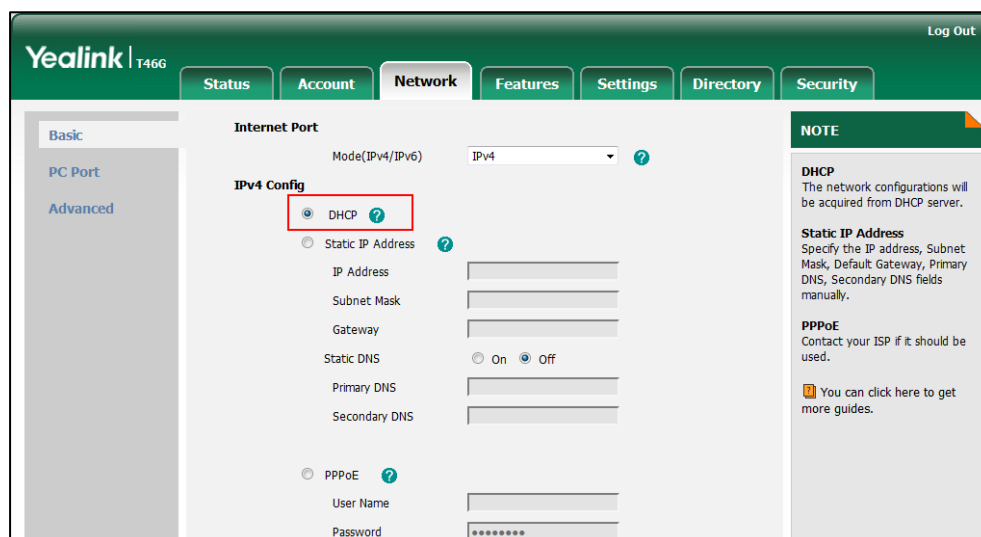 Log Out
Yealink T46G
Status Account Network Features Settings Directory Security
Basic
PC Port
Advanced
Internet Port
Mode(IPv4/IPv6) IPv4 ?
IPv4 Config
DHCP ?
Static IP Address ?
IP Address
Subnet Mask
Gateway
Static DNS On Off
Primary DNS
Secondary DNS
PPPoE ?
User Name
Password ••••••••
NOTE
DHCP
The network configurations will
be acquired from DHCP server.
Static IP Address
Specify the IP address, Subnet
Mask, Default Gateway, Primary
DNS, Secondary DNS fields
manually.
PPPoE
Contact your ISP if it should be
used.
? You can click here to get
more guides.